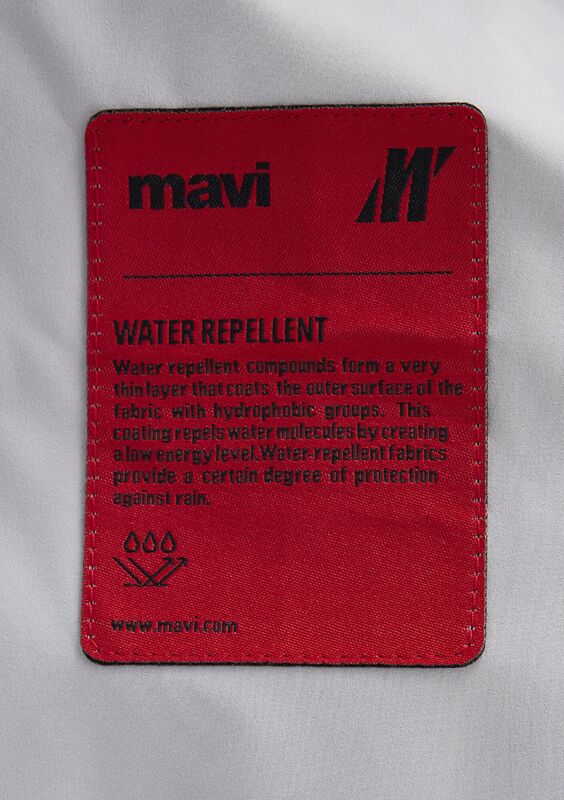 mavi M
WATER REPELLENT
Water repellent compounds form a very
thin layer that coats the outer surface of the
fabric with hydrophobic groups. This
coating repels water molecules by creating
a low energy level. Water-repellent fabrics
provide a certain degree of protection
against rain.
www.mavi.com